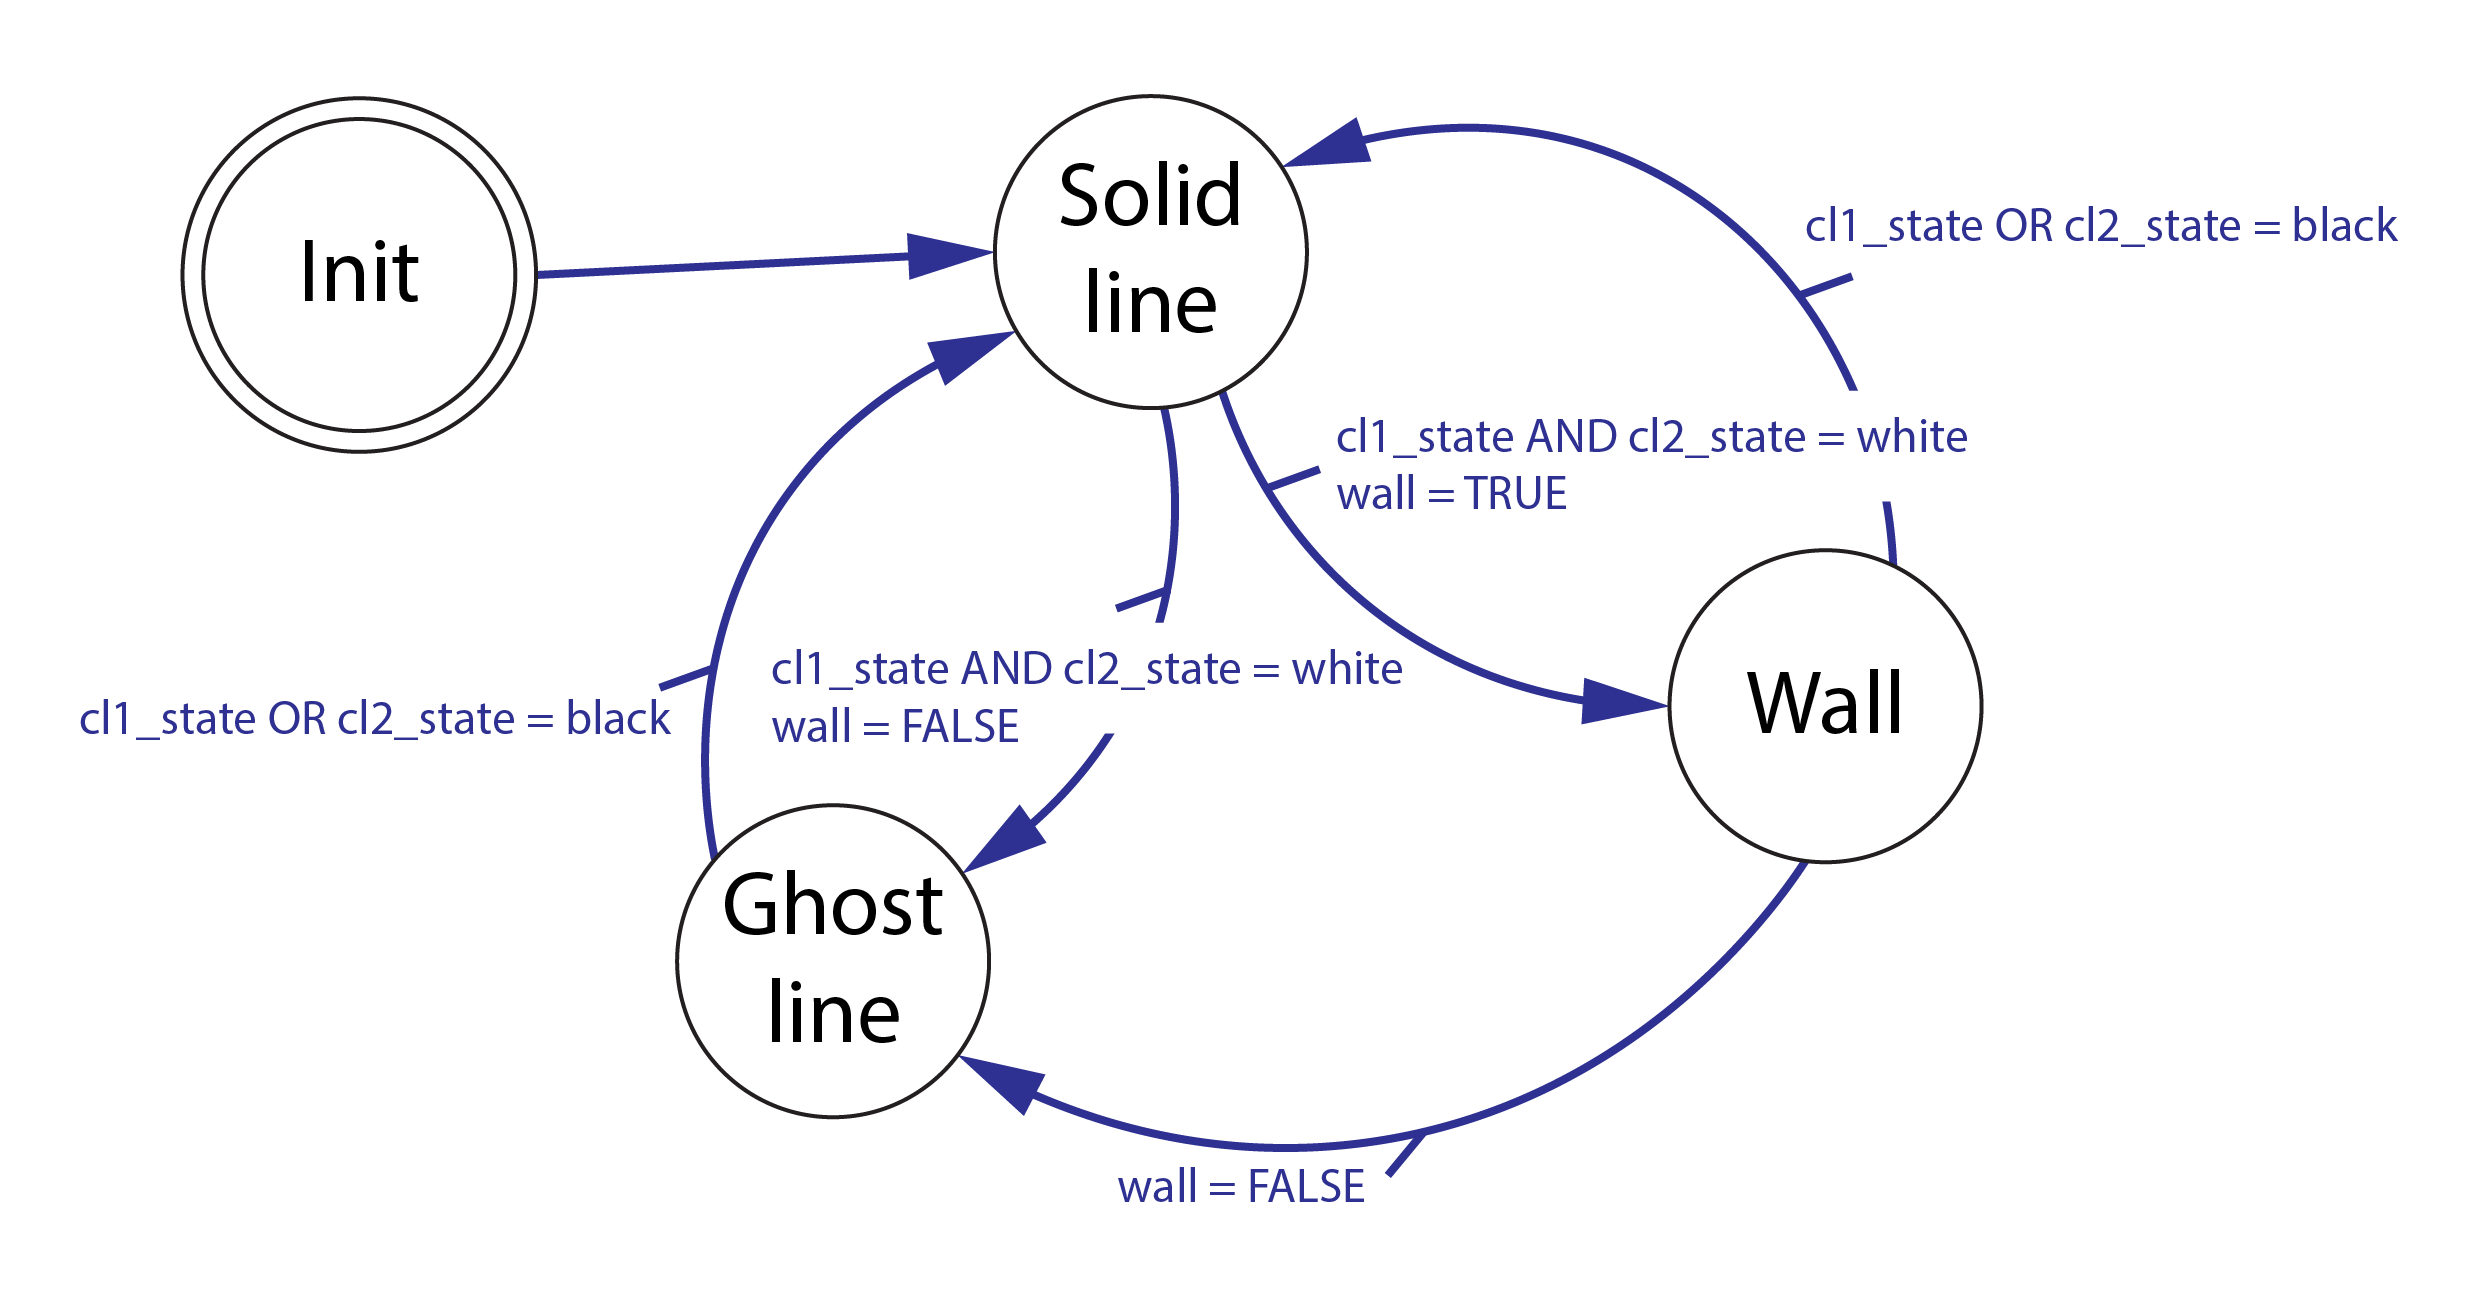 Init
Solid
line
cl1_state OR cl2_state = black
cl1_state AND cl2_state = white
wall = TRUE
cl1_state AND cl2_state = white
wall = FALSE
cl1_state OR cl2_state = black
Wall
Ghost
line
wall = FALSE